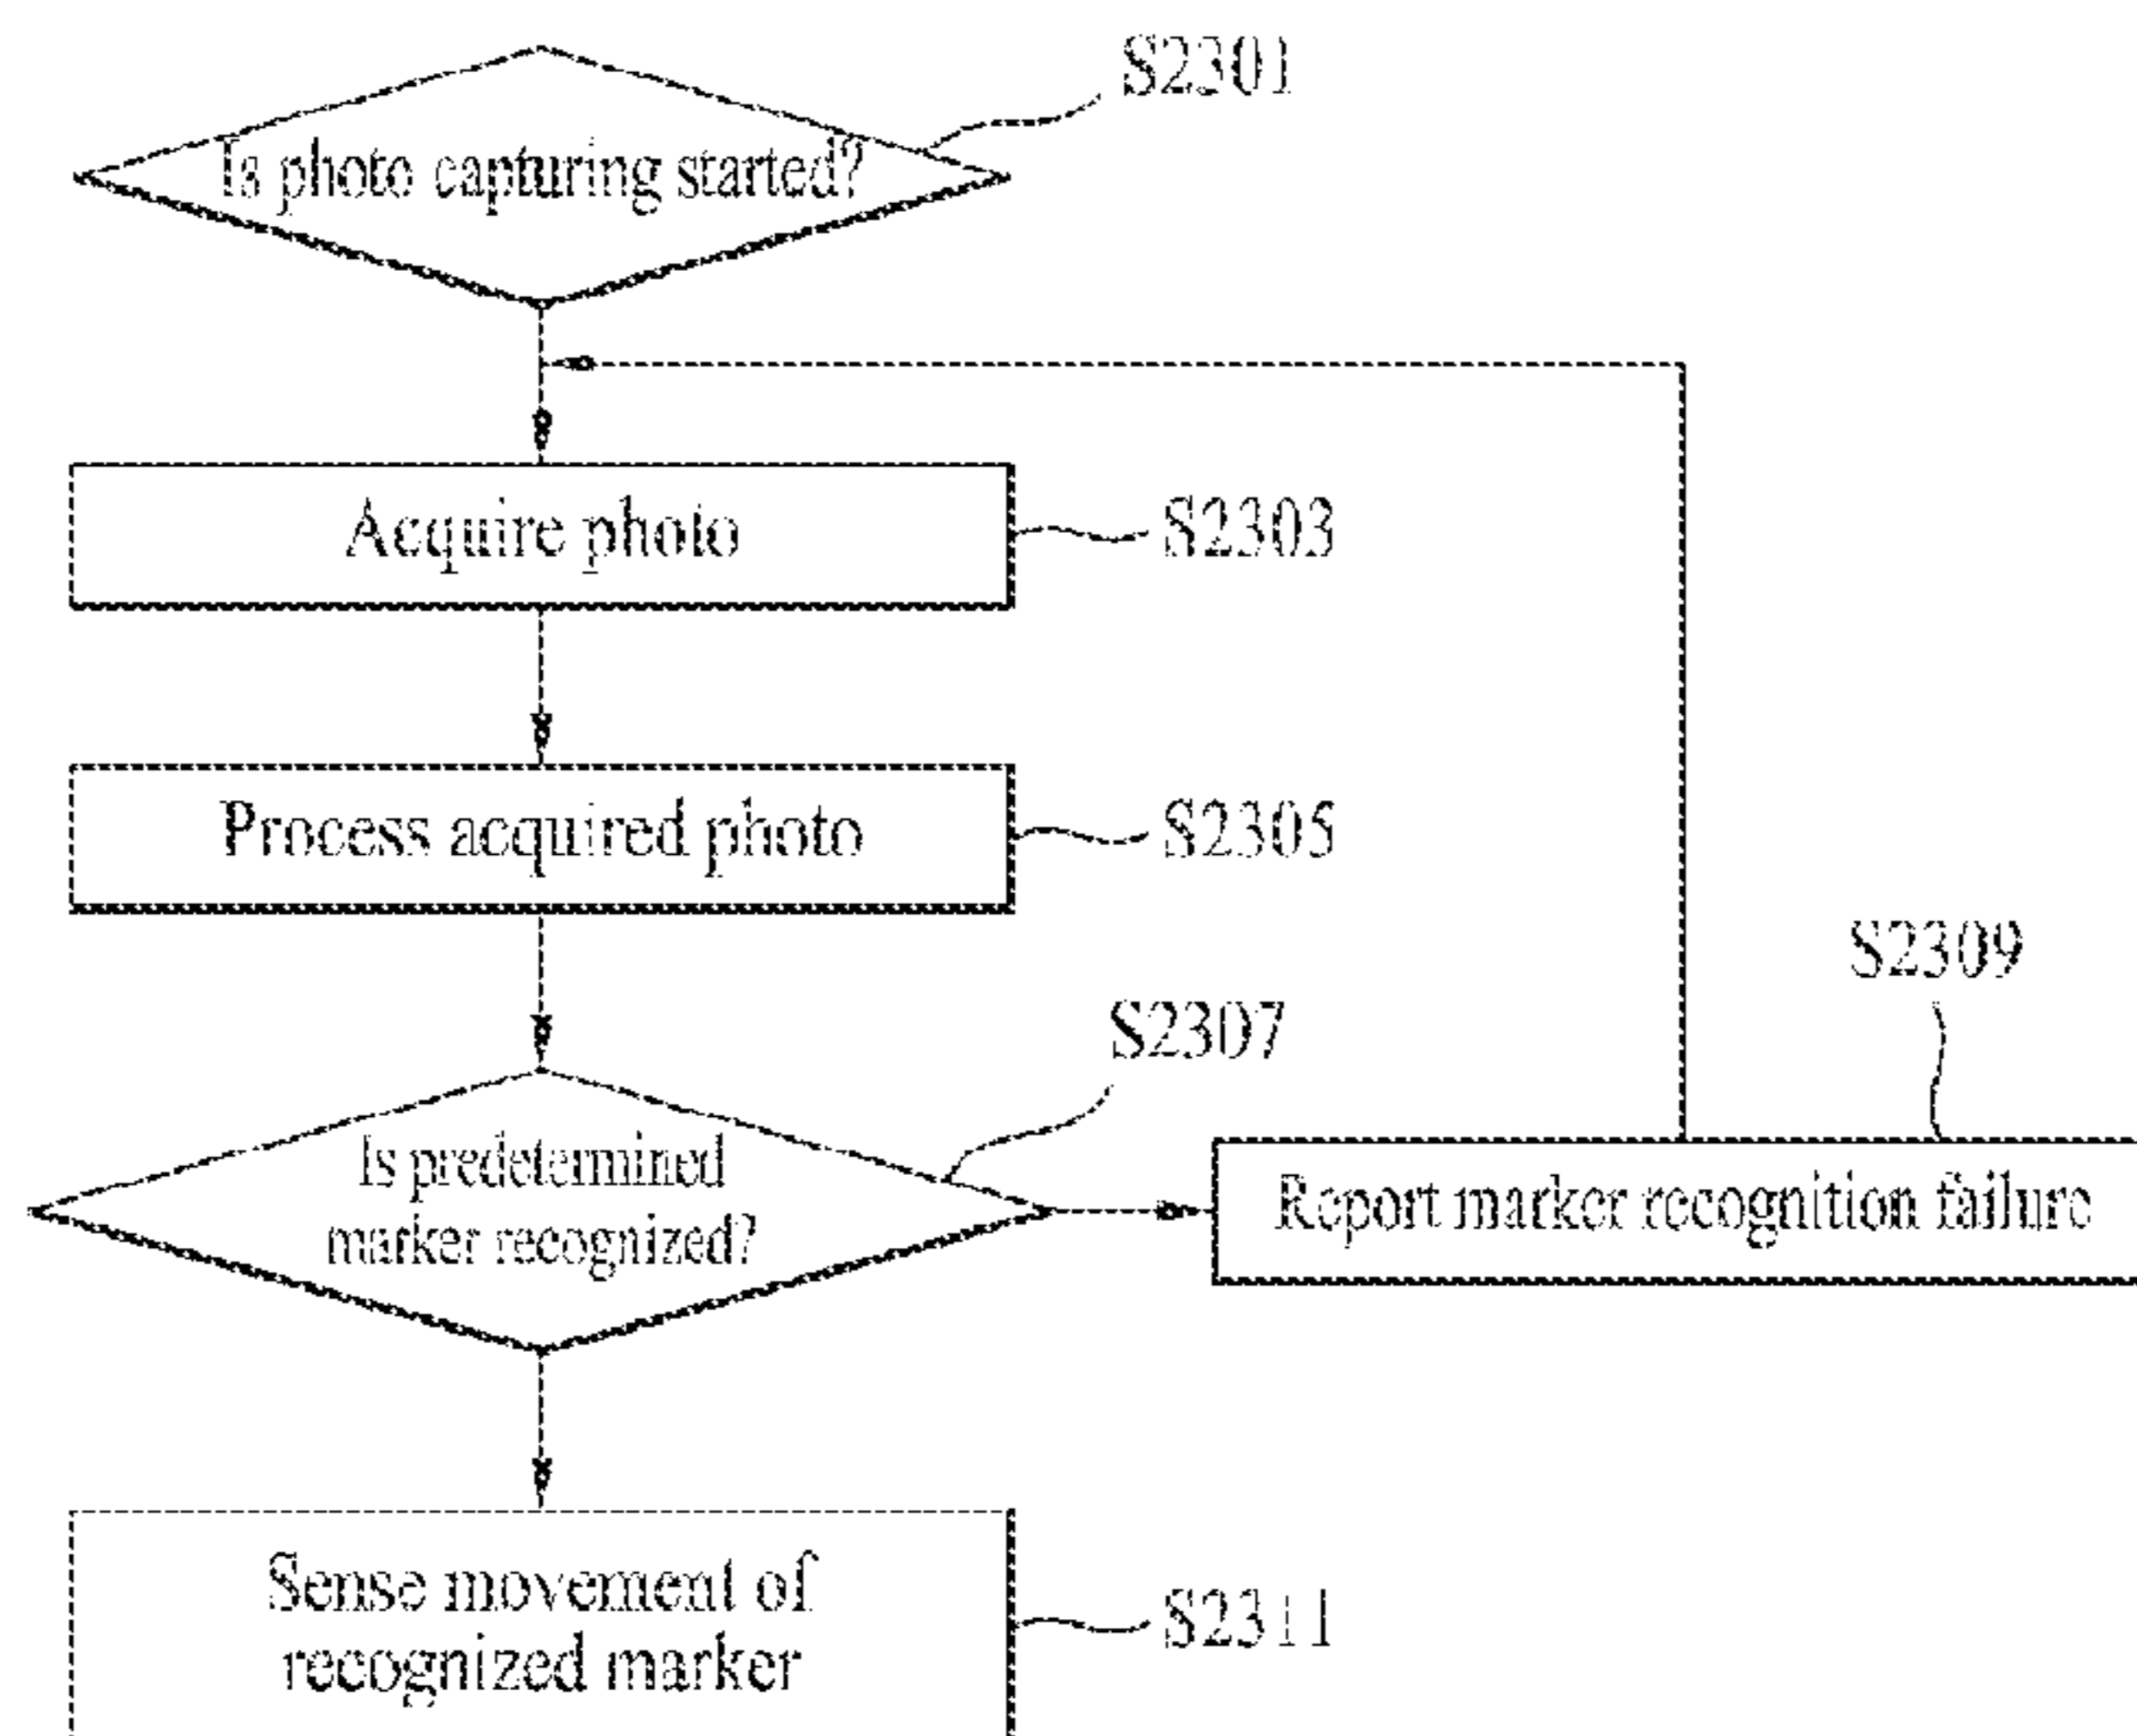 S2301
Is photo capturing started?
Acquire photo
S2303
Process acquired photo
S2305
S2309
S2307
Is predetermined
marker recognized?
Report marker recognition failure
Sense movement of
recognized marker
S2311